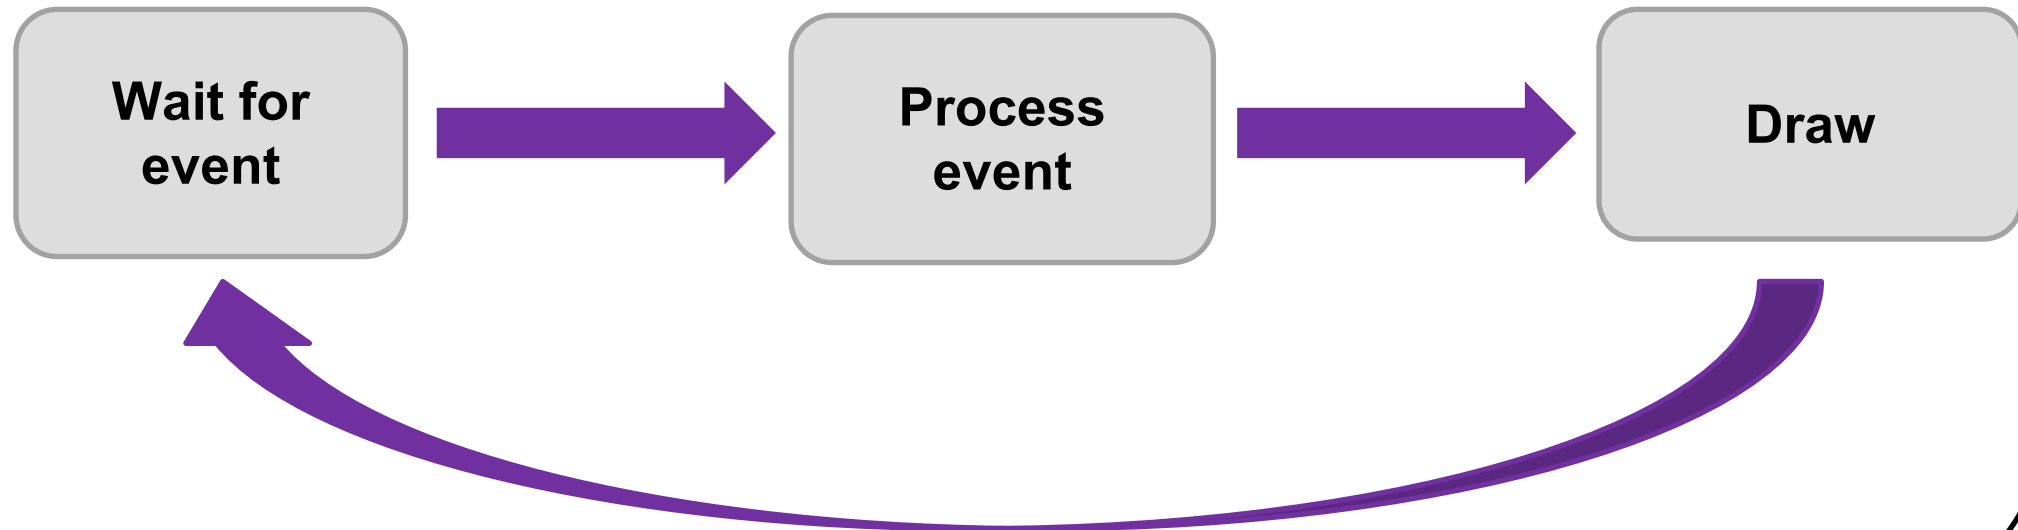 Wait for
event
Process
event
Draw